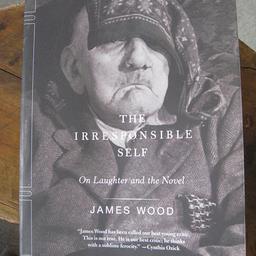 THE
IRRESPONSIBLE
SELF
On Laughter and the Novel
JAMES WOOD
"James Wood has been called our best young critic.
This is not true. He is our best critic; he thinks
with a sublime ferocity." —Cynthia Ozick